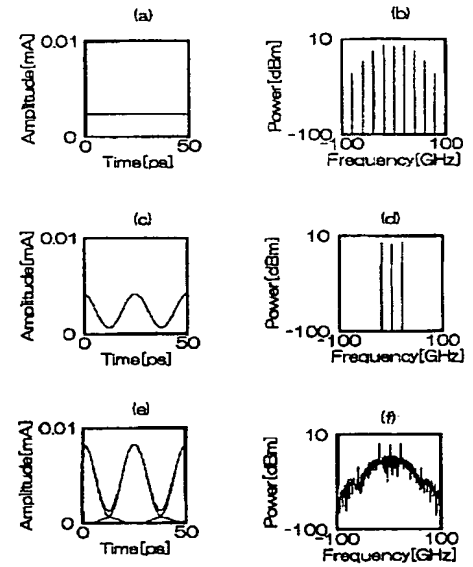 (a)
0.01
Amplitude[mA]
0
0
50
Time[ps]
(b)
10
Power[dBm]
-100
-100
100
Frequency[GHz]
(c)
0.01
Amplitude[mA]
0
0
50
Time[ps]
(d)
10
Power[dBm]
-100
-100
100
Frequency[GHz]
(e)
0.01
Amplitude[mA]
0
0
50
Time[ps]
(f)
10
Power[dBm]
-100
-100
100
Frequency[GHz]